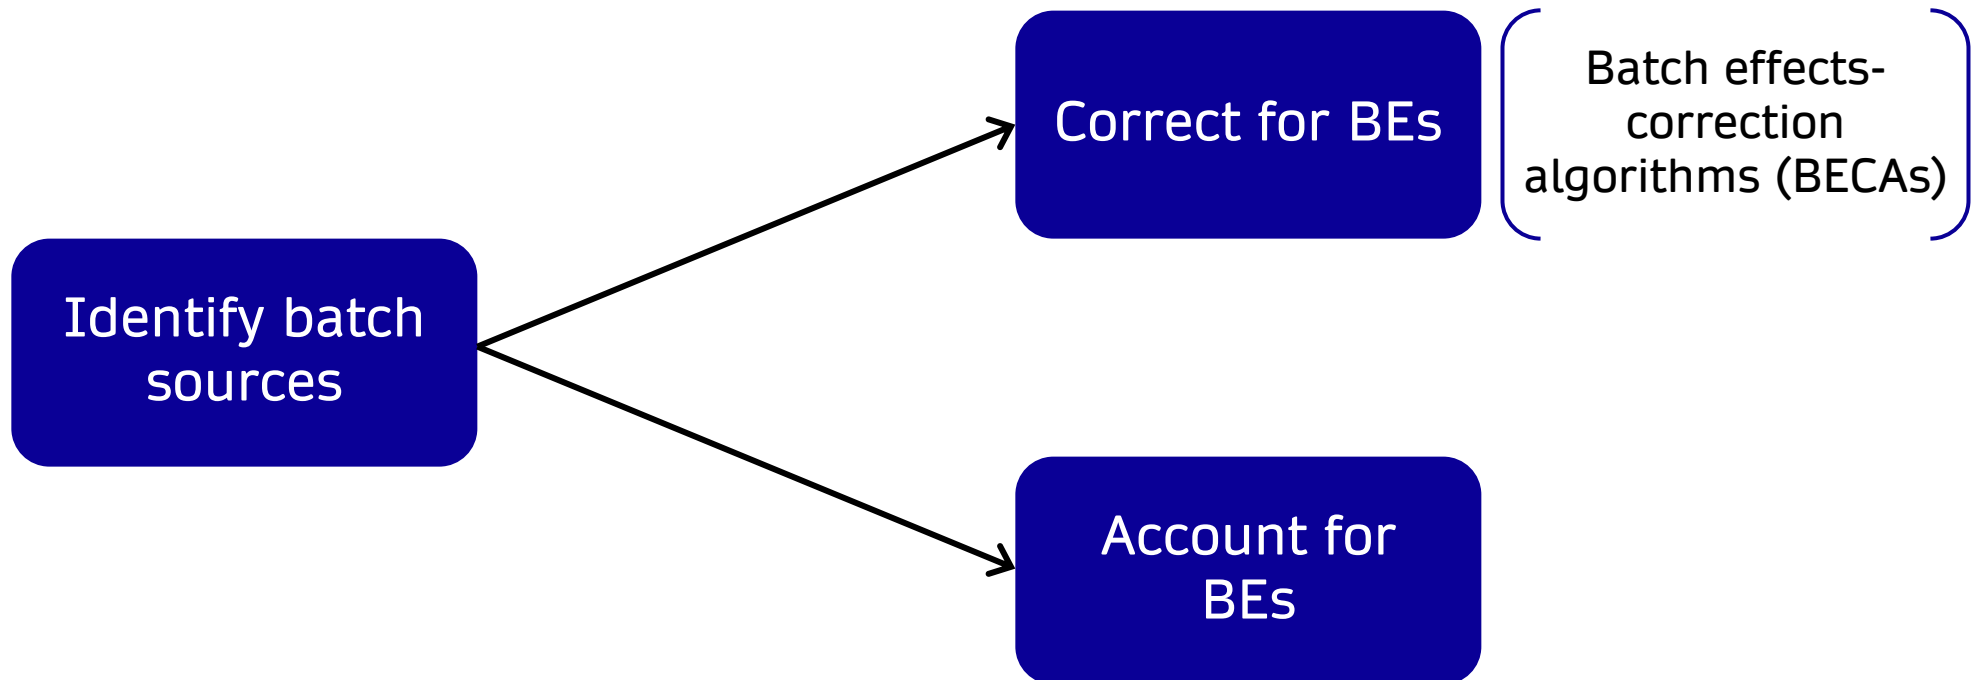 Identify batch
sources
Correct for BEs
Batch effects-
correction
algorithms (BECAs)
Account for
BEs